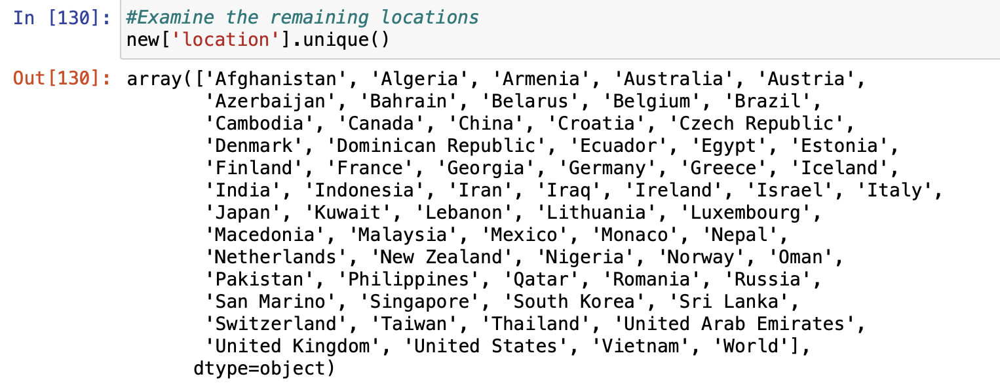 In [130]: #Examine the remaining locations
new['location'].unique()
Out[130]: array(['Afghanistan', 'Algeria', 'Armenia', 'Australia', 'Austria',
'Azerbaijan', 'Bahrain', 'Belarus', 'Belgium', 'Brazil',
'Cambodia', 'Canada', 'China', 'Croatia', 'Czech Republic',
'Denmark', 'Dominican Republic', 'Ecuador', 'Egypt', 'Estonia',
'Finland', 'France', 'Georgia', 'Germany', 'Greece', 'Iceland',
'India', 'Indonesia', 'Iran', 'Iraq', 'Ireland', 'Israel', 'Italy',
'Japan', 'Kuwait', 'Lebanon', 'Lithuania', 'Luxembourg',
'Macedonia', 'Malaysia', 'Mexico', 'Monaco', 'Nepal',
'Netherlands', 'New Zealand', 'Nigeria', 'Norway', 'Oman',
'Pakistan', 'Philippines', 'Qatar', 'Romania', 'Russia',
'San Marino', 'Singapore', 'South Korea', 'Sri Lanka',
'Switzerland', 'Taiwan', 'Thailand', 'United Arab Emirates',
'United Kingdom', 'United States', 'Vietnam', 'World'],
dtype=object)